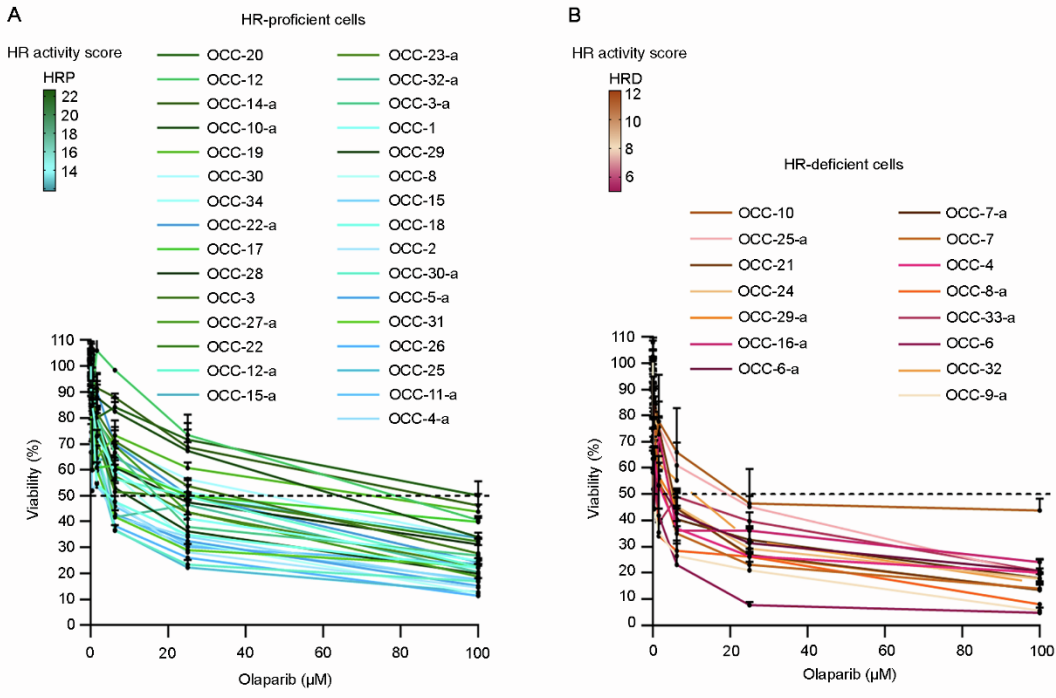 A
HR-proficient cells
HR activity score
HRP
22
20
18
16
14
OCC-20
OCC-12
OCC-14-a
OCC-10-a
OCC-19
OCC-30
OCC-34
OCC-22-a
OCC-17
OCC-28
OCC-3
OCC-27-a
OCC-22
OCC-12-a
OCC-15-a
OCC-23-a
OCC-32-a
OCC-3-a
OCC-1
OCC-29
OCC-8
OCC-15
OCC-18
OCC-2
OCC-30-a
OCC-5-a
OCC-31
OCC-26
OCC-25
OCC-11-a
OCC-4-a
Viability (%)
110
100
90
80
70
60
50
40
30
20
10
0
0 20 40 60 80 100
Olaparib (µM)
B
HR activity score
HRD
12
10
8
6
HR-deficient cells
OCC-10
OCC-25-a
OCC-21
OCC-24
OCC-29-a
OCC-16-a
OCC-6-a
OCC-7-a
OCC-7
OCC-4
OCC-8-a
OCC-33-a
OCC-6
OCC-32
OCC-9-a
Viability (%)
110
100
90
80
70
60
50
40
30
20
10
0
0 20 40 60 80 100
Olaparib (µM)